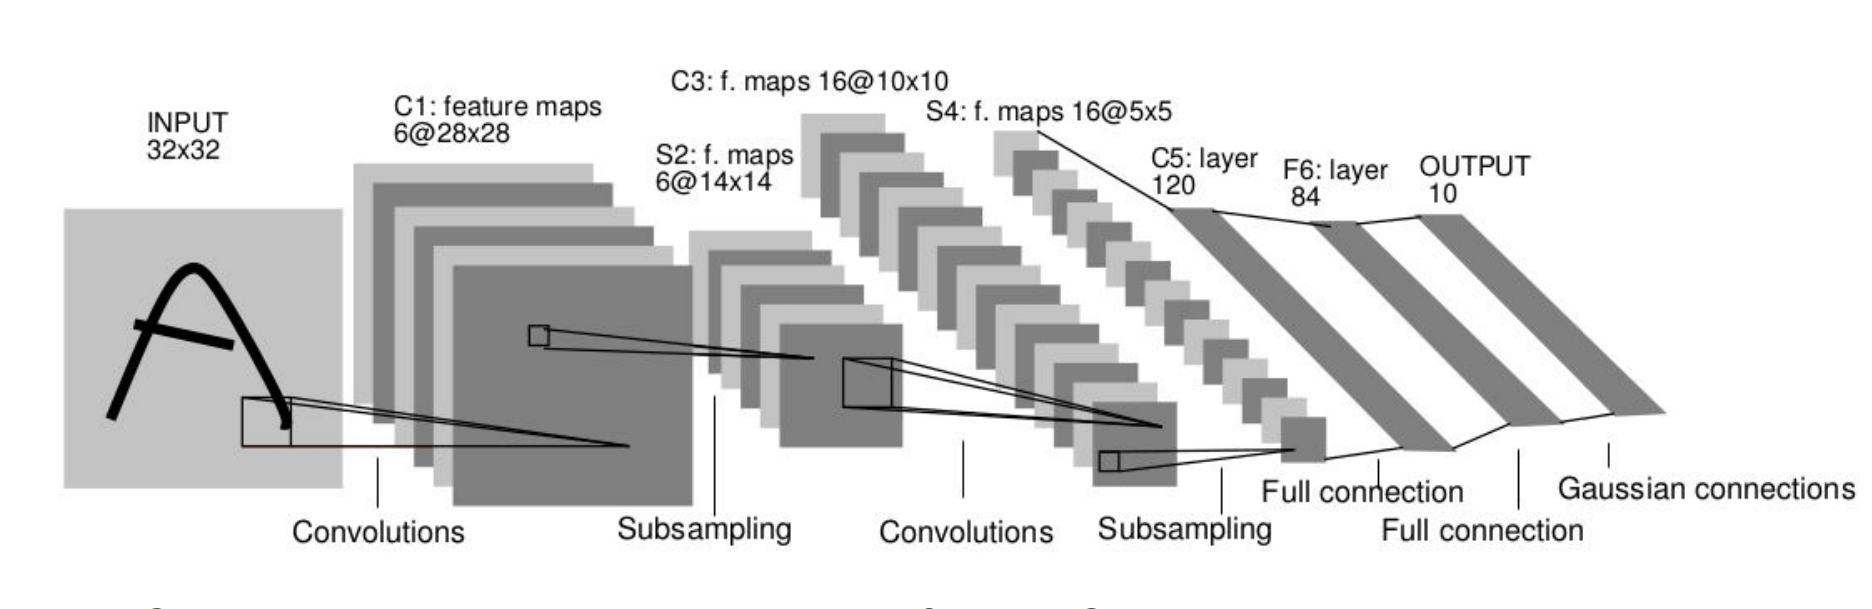 INPUT
32x32
C1: feature maps
6@28x28
S2: f. maps
6@14x14
C3: f. maps 16@10x10
S4: f. maps 16@5x5
C5: layer
120
F6: layer
84
OUTPUT
10
Convolutions
Subsampling
Convolutions
Subsampling
Full connection
Full connection
Gaussian connections